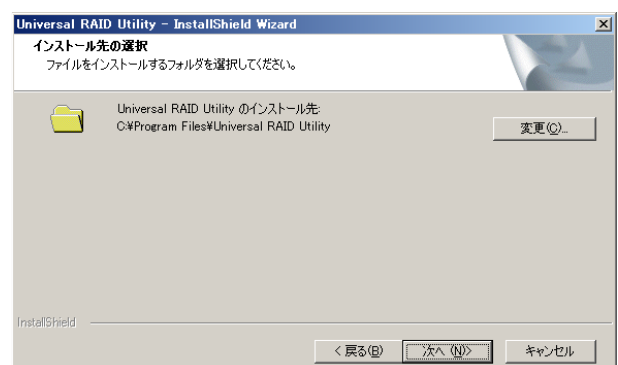 Universal RAID Utility - InstallShield Wizard
インストール先の選択
ファイルをインストールするフォルダを選択してください。
Universal RAID Utility のインストール先:
C:¥Program Files¥Universal RAID Utility
変更(C)...
InstallShield
< 戻る(B)
次へ (N)>
キャンセル